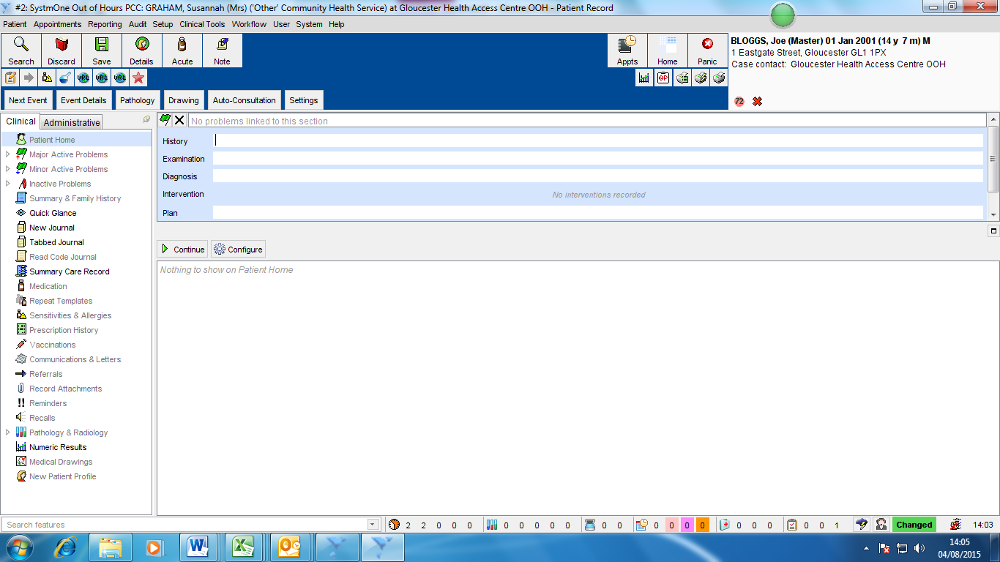 #2: SystmOne Out of Hours PCC: GRAHAM, Susannah (Mrs) ('Other' Community Health Service) at Gloucester Health Access Centre OOH - Patient Record
Patient Appointments Reporting Audit Setup Clinical Tools Workflow User System Help
Search Discard Save Details Acute Note Appts Home Panic
BLOGGS, Joe (Master) 01 Jan 2001 (14 y 7 m) M
1 Eastgate Street, Gloucester GL1 1PX
Case contact: Gloucester Health Access Centre OOH
URL URL URL GP
Next Event Event Details Pathology Drawing Auto-Consultation Settings
72
Clinical Administrative
No problems linked to this section
Patient Home
Major Active Problems
Minor Active Problems
Inactive Problems
Summary & Family History
Quick Glance
New Journal
Tabbed Journal
Read Code Journal
Summary Care Record
Medication
Repeat Templates
Sensitivities & Allergies
Prescription History
Vaccinations
Communications & Letters
Referrals
Record Attachments
Reminders
Recalls
Pathology & Radiology
Numeric Results
Medical Drawings
New Patient Profile
History
Examination
Diagnosis
Intervention No interventions recorded
Plan
Continue Configure
Nothing to show on Patient Home
Search features 2 2 0 0 0 0 0 0 0 0 0 0 0 0 0 0 0 0 0 0 0 1 Changed 14:03
14:05
04/08/2015